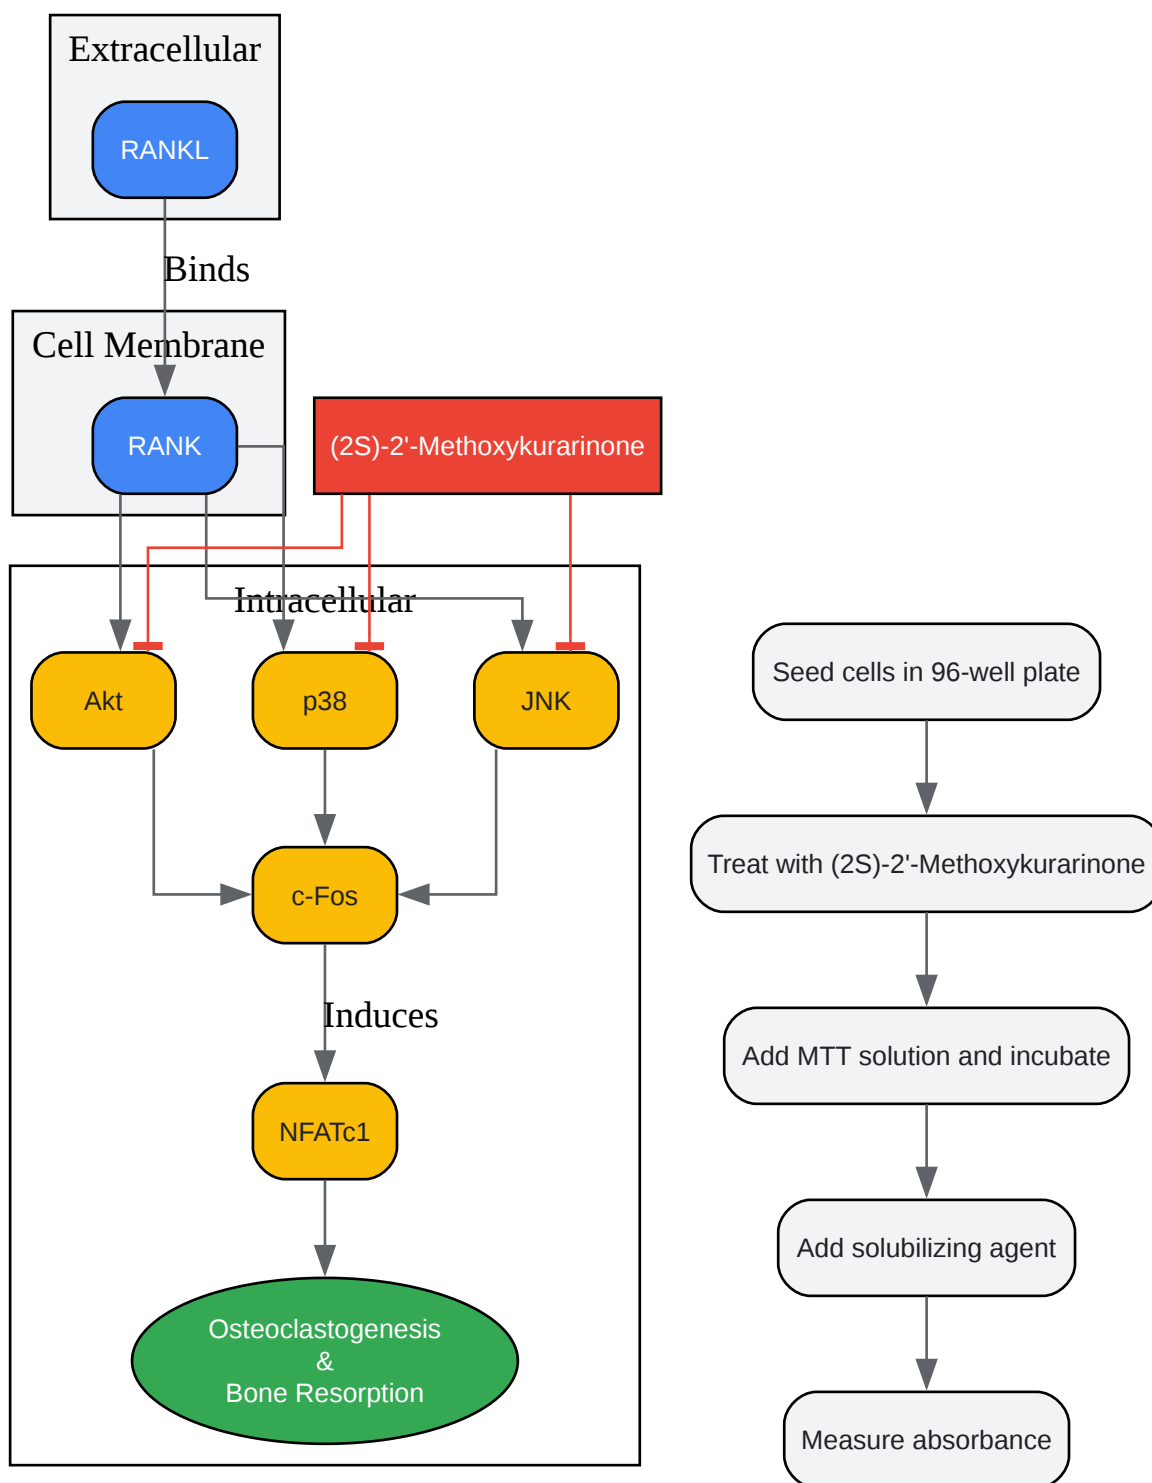 Extracellular
RANKL
Binds
Cell Membrane
RANK
(2S)-2'-Methoxykurarinone
Intracellular
Akt
p38
JNK
c-Fos
Induces
NFATc1
Osteoclastogenesis
&
Bone Resorption
Seed cells in 96-well plate
Treat with (2S)-2'-Methoxykurarinone
Add MTT solution and incubate
Add solubilizing agent
Measure absorbance